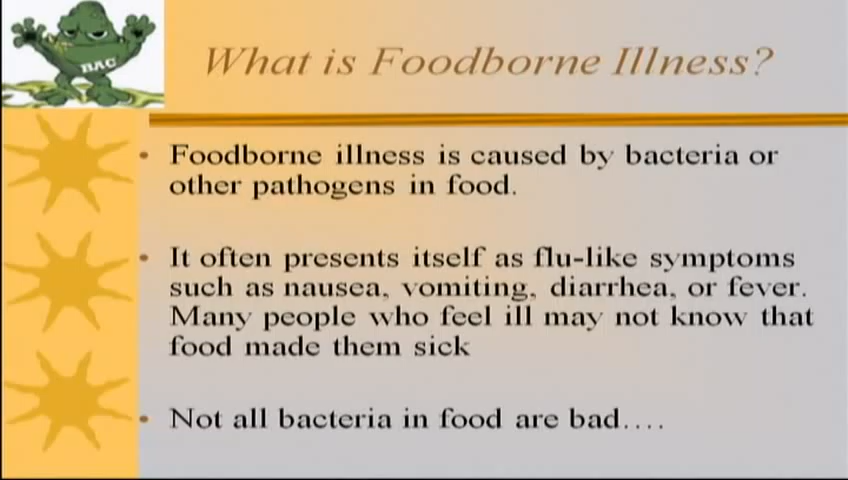 BAC
What is Foodborne Illness?
• Foodborne illness is caused by bacteria or
other pathogens in food.
• It often presents itself as flu-like symptoms
such as nausea, vomiting, diarrhea, or fever.
Many people who feel ill may not know that
food made them sick
• Not all bacteria in food are bad….